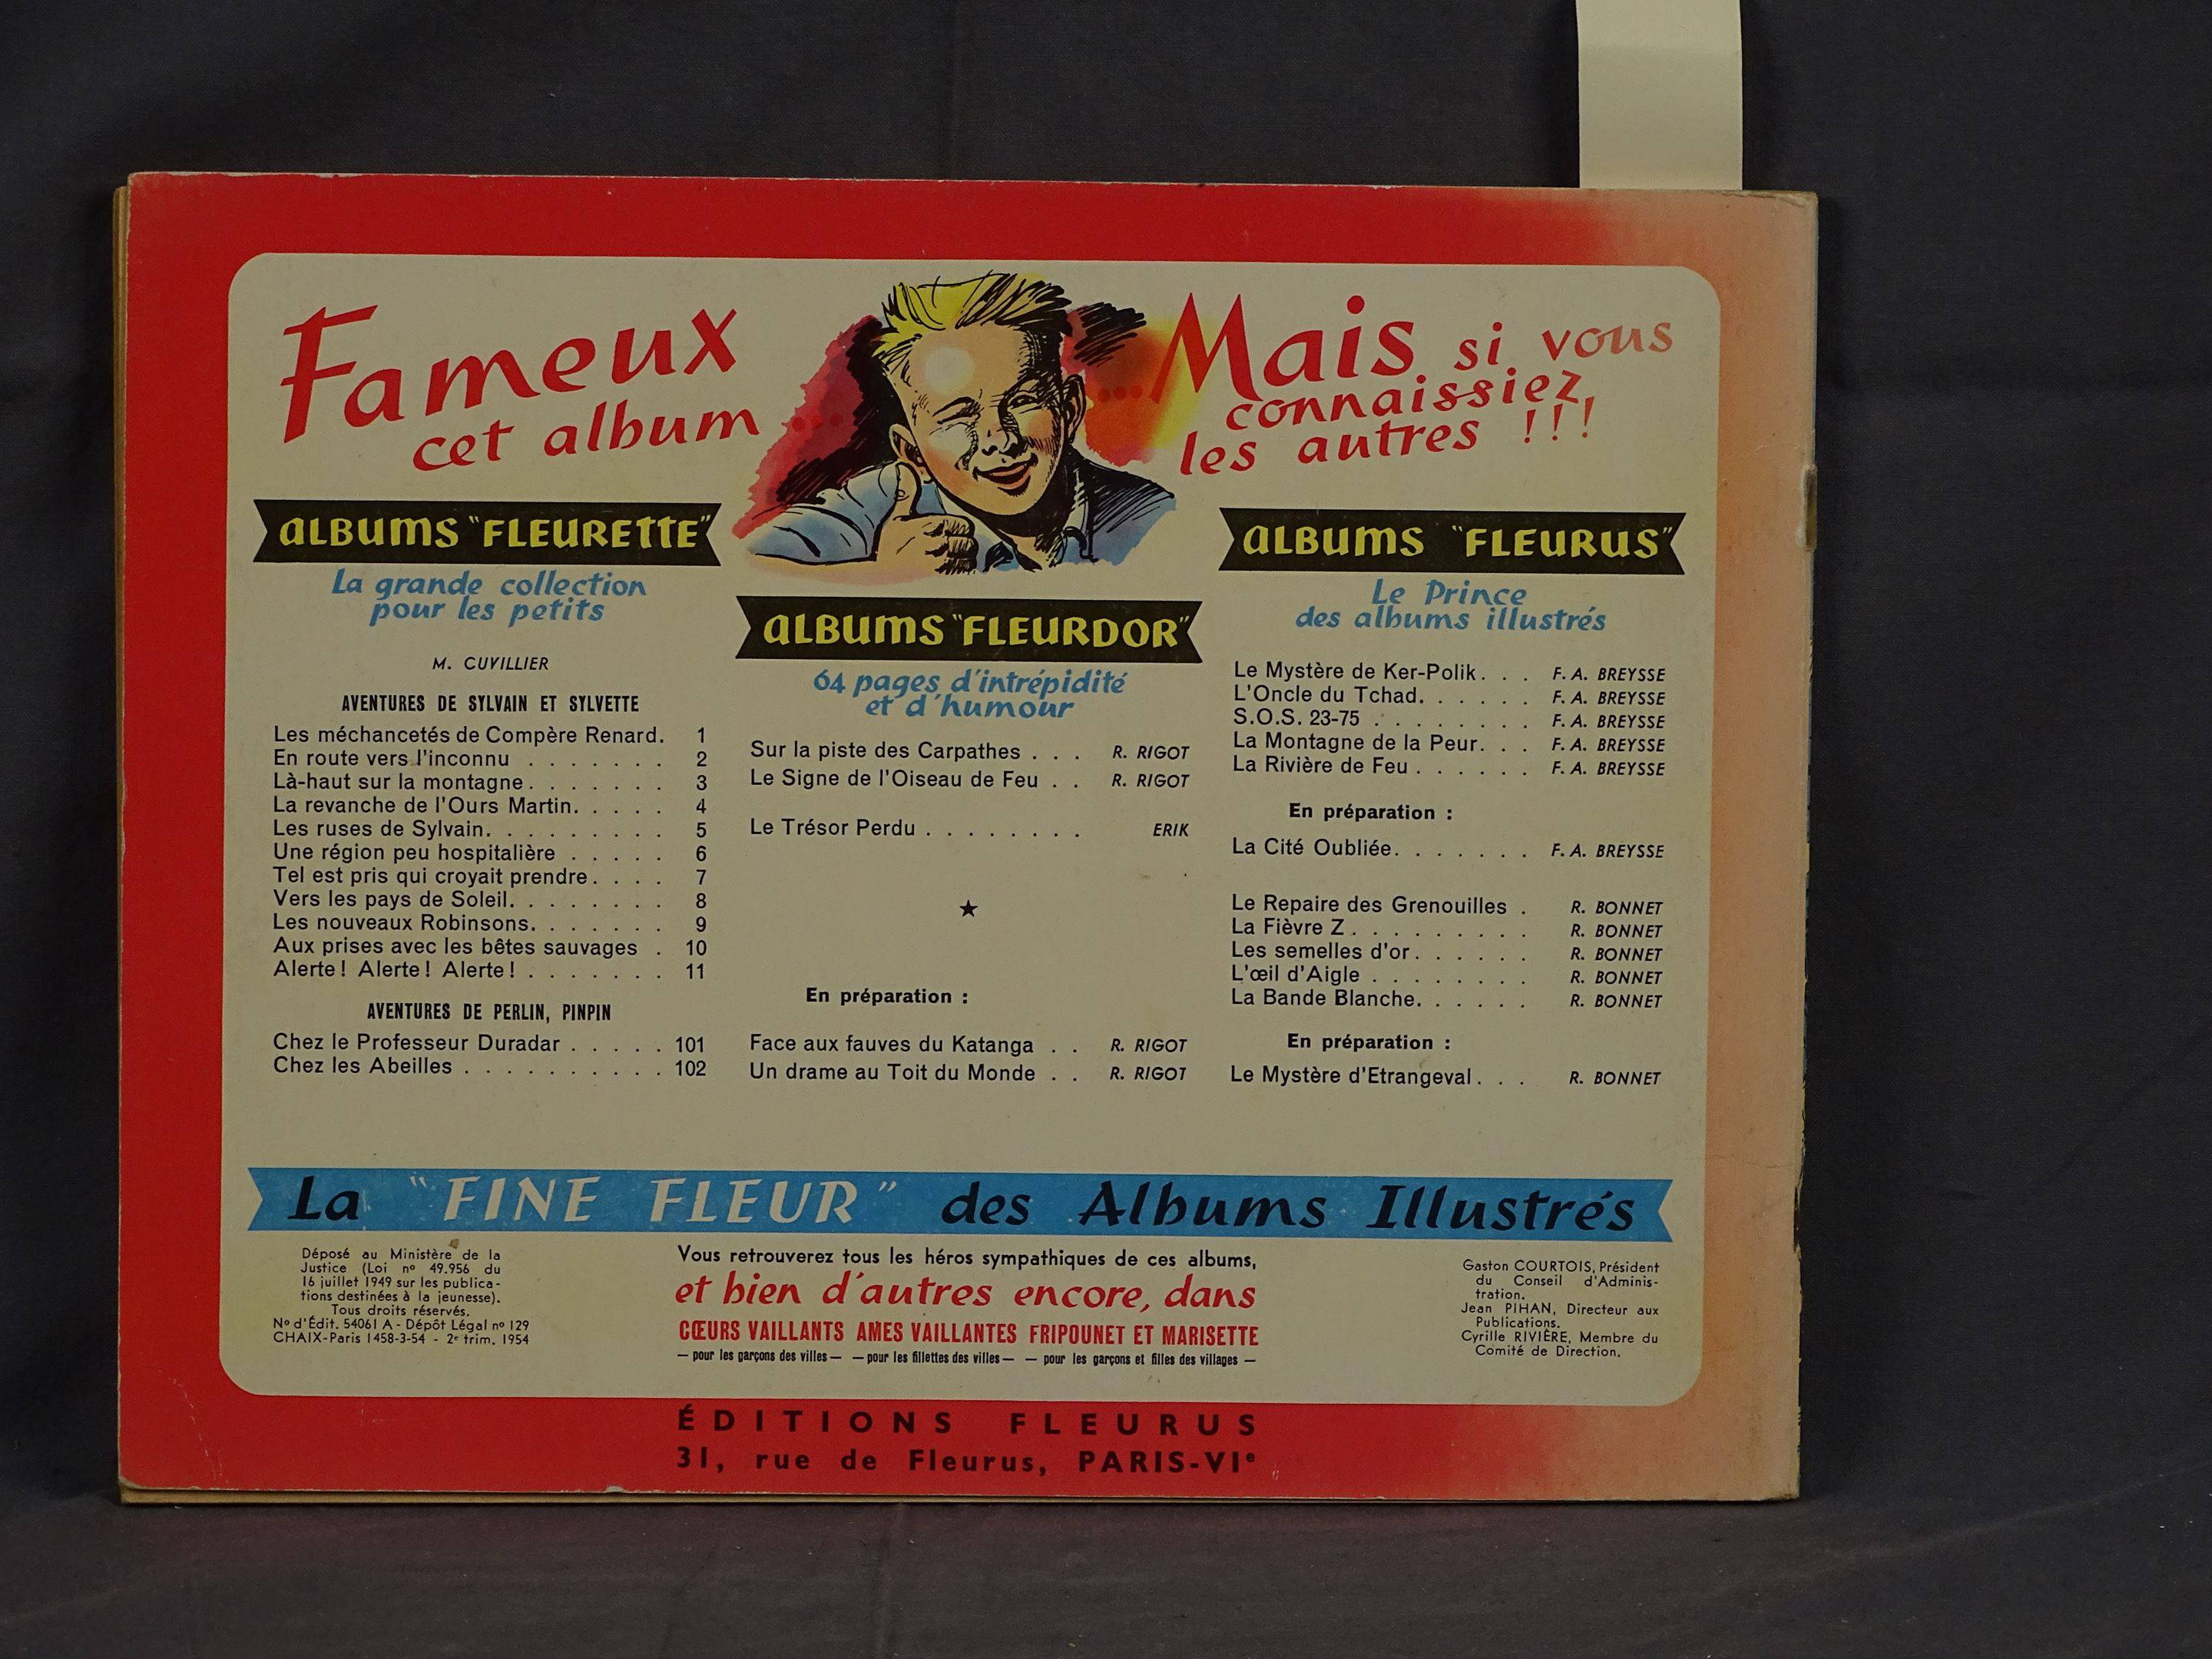 Fameux
cet album ...
... Mais si vous
connaissiez
les autres !!!
ALBUMS "FLEURETTE"
La grande collection
pour les petits
M. CUVILLIER
AVENTURES DE SYLVAIN ET SYLVETTE
Les méchancetés de Compère Renard. 1
En route vers l'inconnu . . . . . . . 2
Là-haut sur la montagne . . . . . . . 3
La revanche de l'Ours Martin. . . . . 4
Les ruses de Sylvain. . . . . . . . . 5
Une région peu hospitalière . . . . . 6
Tel est pris qui croyait prendre . . . . 7
Vers les pays de Soleil. . . . . . . . 8
Les nouveaux Robinsons. . . . . . . 9
Aux prises avec les bêtes sauvages . 10
Alerte ! Alerte ! Alerte ! . . . . . . . 11
AVENTURES DE PERLIN, PINPIN
Chez le Professeur Duradar . . . . . 101
Chez les Abeilles . . . . . . . . . . 102
ALBUMS "FLEURDOR"
64 pages d'intrépidité
et d'humour
Sur la piste des Carpathes . . . R. RIGOT
Le Signe de l'Oiseau de Feu . . R. RIGOT
Le Trésor Perdu . . . . . . . . ERIK
★
En préparation :
Face aux fauves du Katanga . . R. RIGOT
Un drame au Toit du Monde . . R. RIGOT
ALBUMS "FLEURUS"
Le Prince
des albums illustrés
Le Mystère de Ker-Polik . . . F. A. BREYSSE
L'Oncle du Tchad. . . . . . F. A. BREYSSE
S.O.S. 23-75 . . . . . . . . F. A. BREYSSE
La Montagne de la Peur. . . F. A. BREYSSE
La Rivière de Feu . . . . . . F. A. BREYSSE
En préparation :
La Cité Oubliée. . . . . . . F. A. BREYSSE
Le Repaire des Grenouilles . R. BONNET
La Fièvre Z . . . . . . . . . R. BONNET
Les semelles d'or . . . . . . R. BONNET
L'œil d'Aigle . . . . . . . . R. BONNET
La Bande Blanche. . . . . . R. BONNET
En préparation :
Le Mystère d'Etrangeval . . . R. BONNET
La "FINE FLEUR" des Albums Illustrés
Déposé au Ministère de la
Justice (Loi nº 49.956 du
16 juillet 1949 sur les publica-
tions destinées à la jeunesse).
Tous droits réservés.
Nº d'Édit. 54061 A - Dépôt Légal nº 129
CHAIX-Paris 1458-3-54 - 2e trim. 1954
Vous retrouverez tous les héros sympathiques de ces albums,
et bien d'autres encore, dans
CŒURS VAILLANTS AMES VAILLANTES FRIPOUNET ET MARISETTE
— pour les garçons des villes — — pour les fillettes des villes — — pour les garçons et filles des villages —
Gaston COURTOIS, Président
du Conseil d'Adminis-
tration.
Jean PIHAN, Directeur aux
Publications.
Cyrille RIVIÈRE, Membre du
Comité de Direction.
ÉDITIONS FLEURUS
31, rue de Fleurus, PARIS-VIe